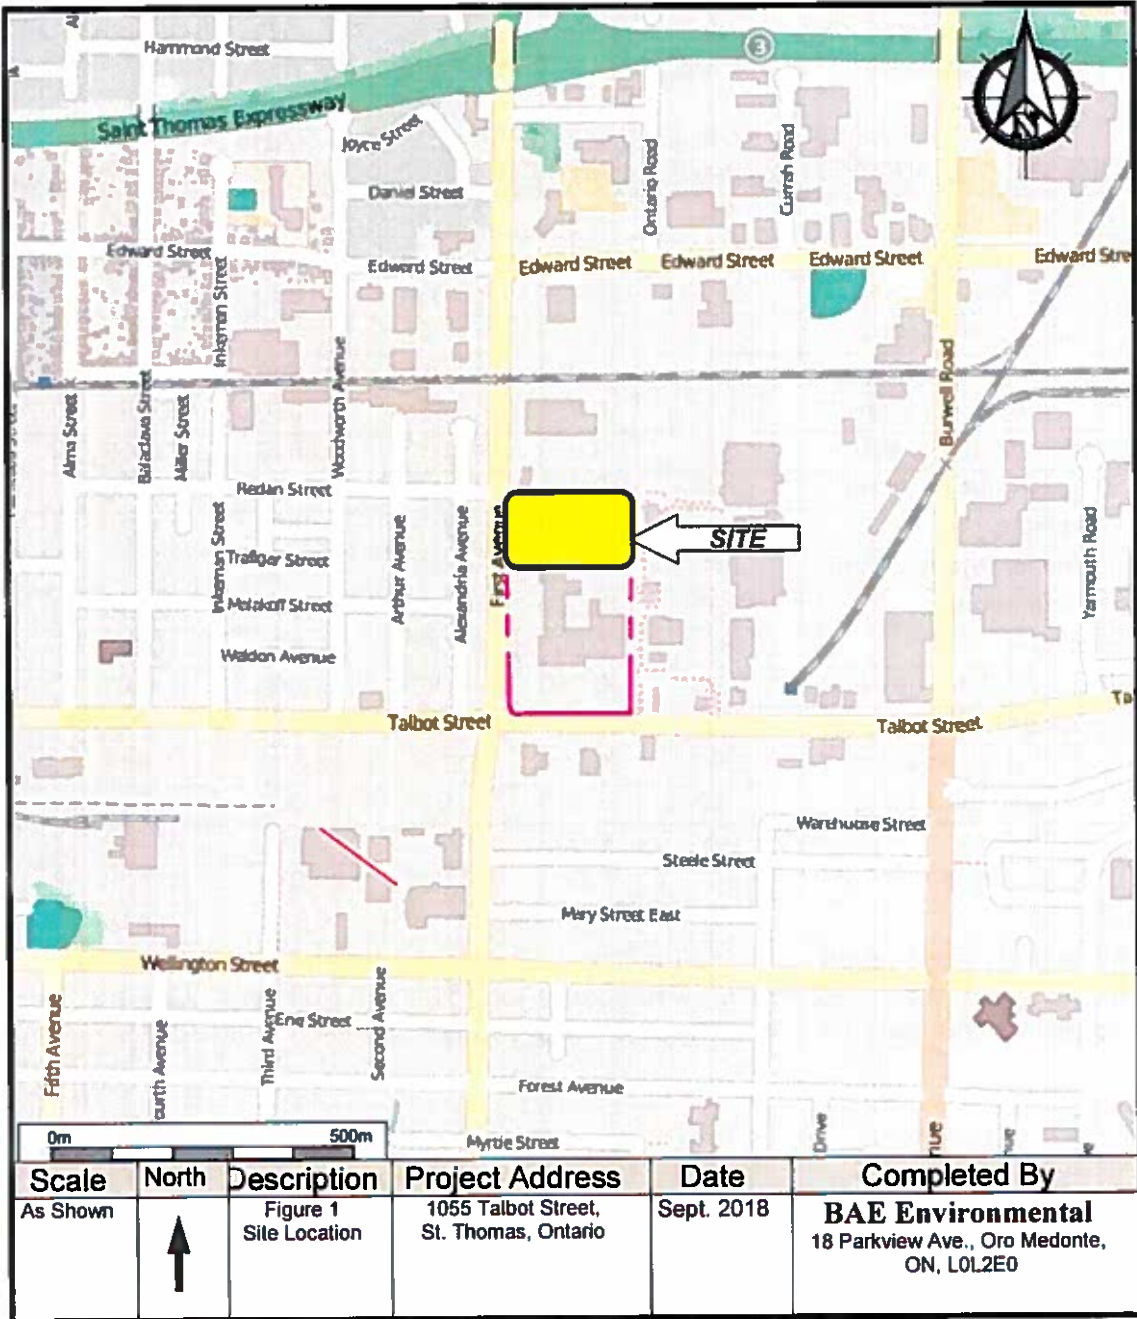 Hammond Street
3
Saint Thomas Expressway
Joyce Street
Daniel Street
Ontario Road
Currah Road
Edward Street
Edward Street
Edward Street
Edward Street
Edward Street
Edward Stre
Inkerman Street
Woodworth Avenue
Burwell Road
Alma Street
Balaclava Street
Miller Street
Redan Street
Inkerman Street
Trafalgar Street
Malakoff Street
Waldon Avenue
Arthur Avenue
Alexandria Avenue
First Avenue
SITE
Yarmouth Road
Talbot Street
Talbot Street
Ta
Warehouse Street
Steele Street
Mary Street East
Wellington Street
Fifth Avenue
ourth Avenue
Third Avenue
Second Avenue
Erie Street
Forest Avenue
Myrtle Street
Drive
nue
0m 500m
Scale North Description Project Address Date Completed By
As Shown
Figure 1
Site Location
1055 Talbot Street,
St. Thomas, Ontario
Sept. 2018
BAE Environmental
18 Parkview Ave., Oro Medonte,
ON, L0L2E0